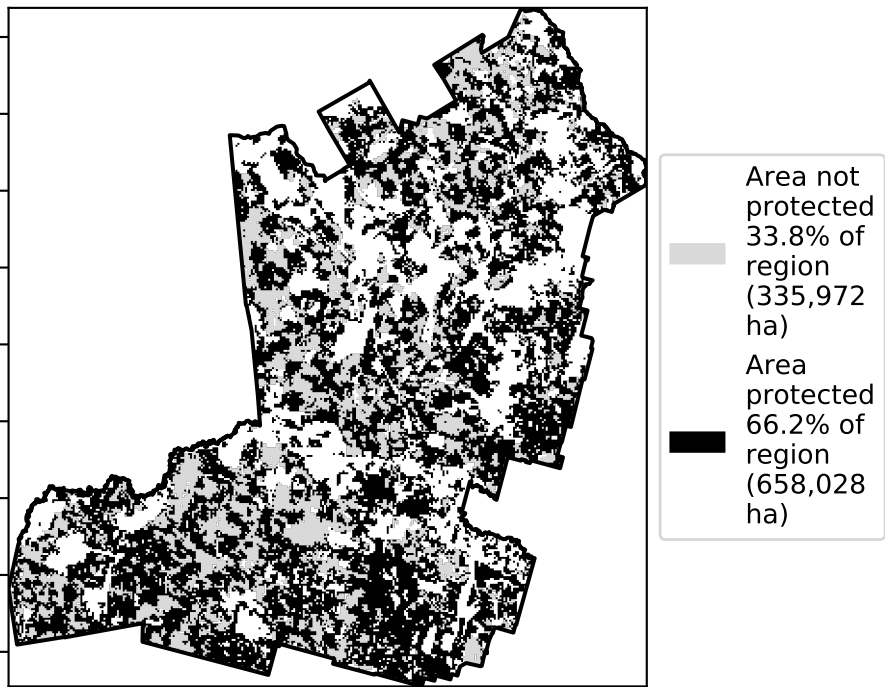 Area not
protected
33.8% of
region
(335,972
ha)
Area
protected
66.2% of
region
(658,028
ha)